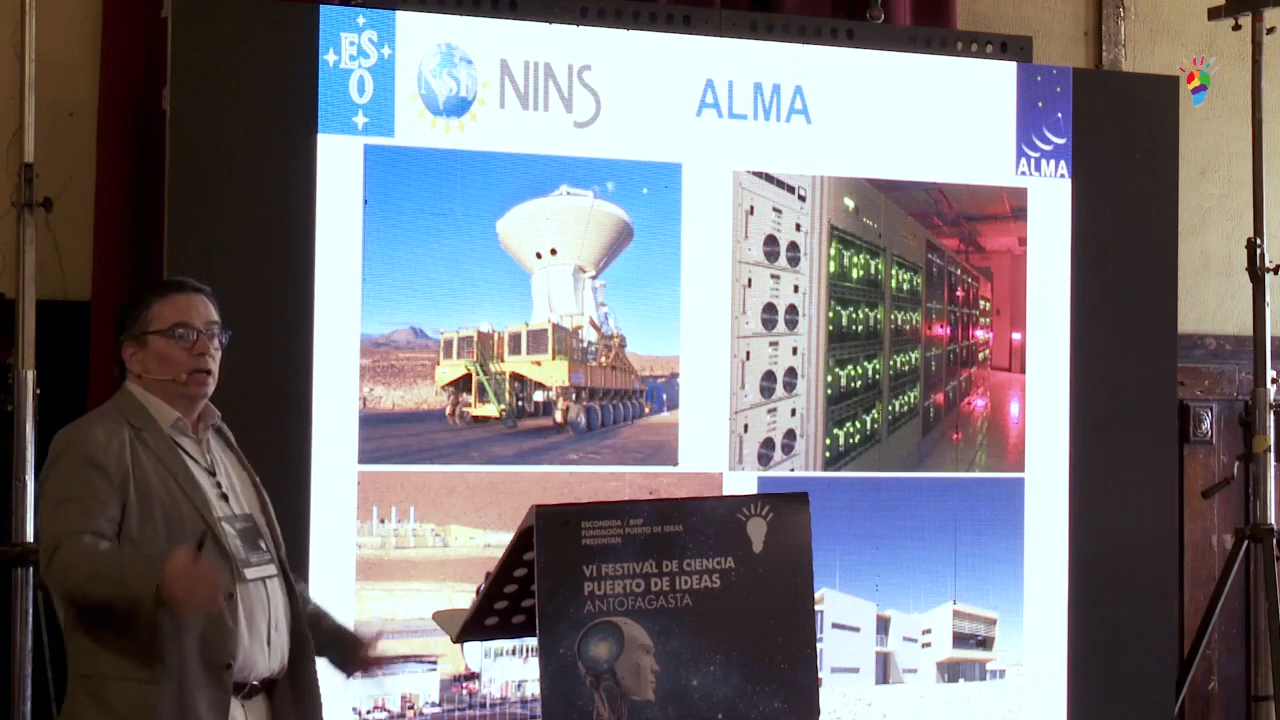 ESO
NSF
NINS
ALMA
ALMA
ESCONDIDA / BHP
FUNDACIÓN PUERTO DE IDEAS
PRESENTAN
VI FESTIVAL DE CIENCIA
PUERTO DE IDEAS
ANTOFAGASTA